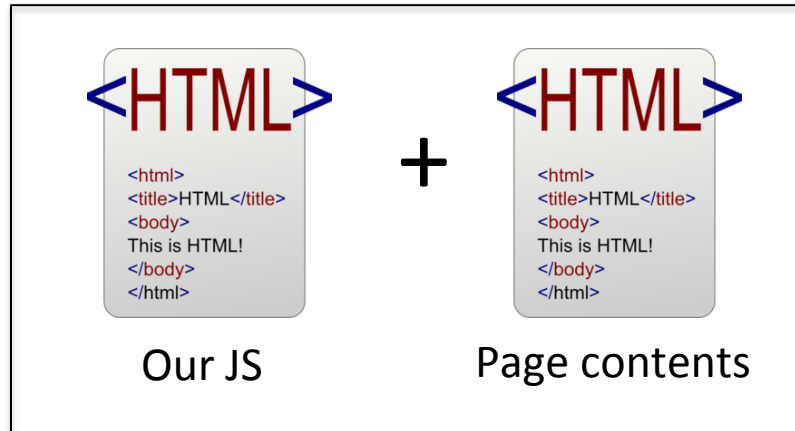 <HTML>
<html>
<title>HTML</title>
<body>
This is HTML!
</body>
</html>
Our JS
+
<HTML>
<html>
<title>HTML</title>
<body>
This is HTML!
</body>
</html>
Page contents